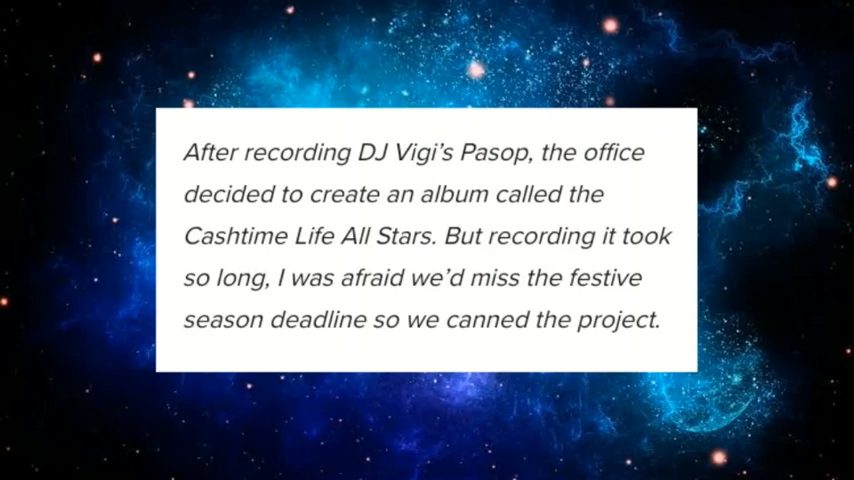 After recording DJ Vigi’s Pasop, the office
decided to create an album called the
Cashtime Life All Stars. But recording it took
so long, I was afraid we’d miss the festive
season deadline so we canned the project.